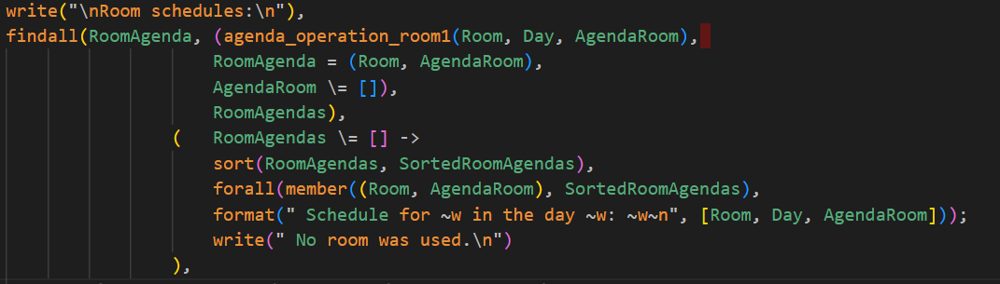 write("\nRoom schedules:\n"),
findall(RoomAgenda, (agenda_operation_room1(Room, Day, AgendaRoom),
RoomAgenda = (Room, AgendaRoom),
AgendaRoom \= []),
RoomAgendas),
(   RoomAgendas \= [] ->
sort(RoomAgendas, SortedRoomAgendas),
forall(member((Room, AgendaRoom), SortedRoomAgendas),
format(" Schedule for ~w in the day ~w: ~w~n", [Room, Day, AgendaRoom]));
write(" No room was used.\n")
),